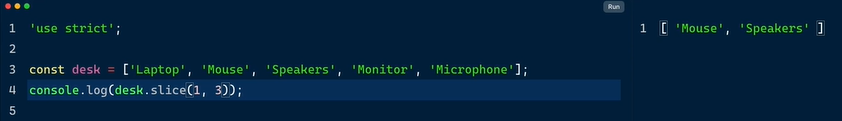 Run
1 'use strict';
2
3 const desk = ['Laptop', 'Mouse', 'Speakers', 'Monitor', 'Microphone'];
4 console.log(desk.slice(1, 3));
5
1 [ 'Mouse', 'Speakers' ]